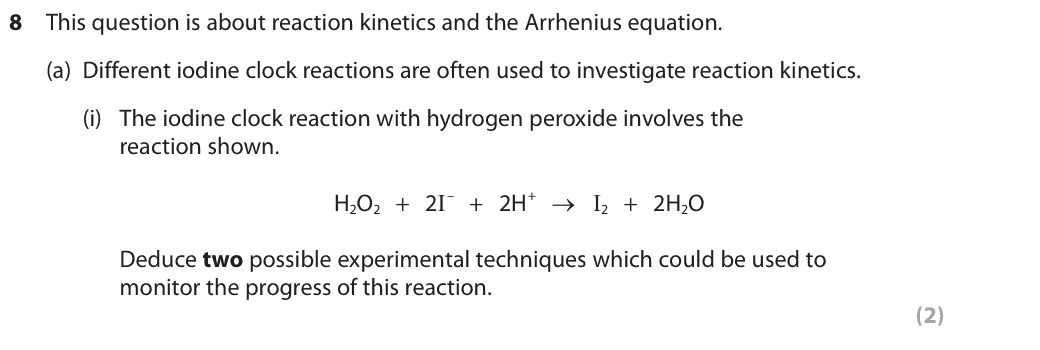 8 This question is about reaction kinetics and the Arrhenius equation.
(a) Different iodine clock reactions are often used to investigate reaction kinetics.
(i) The iodine clock reaction with hydrogen peroxide involves the
reaction shown.
H₂O₂ + 2I⁻ + 2H⁺ → I₂ + 2H₂O
Deduce two possible experimental techniques which could be used to
monitor the progress of this reaction.
(2)